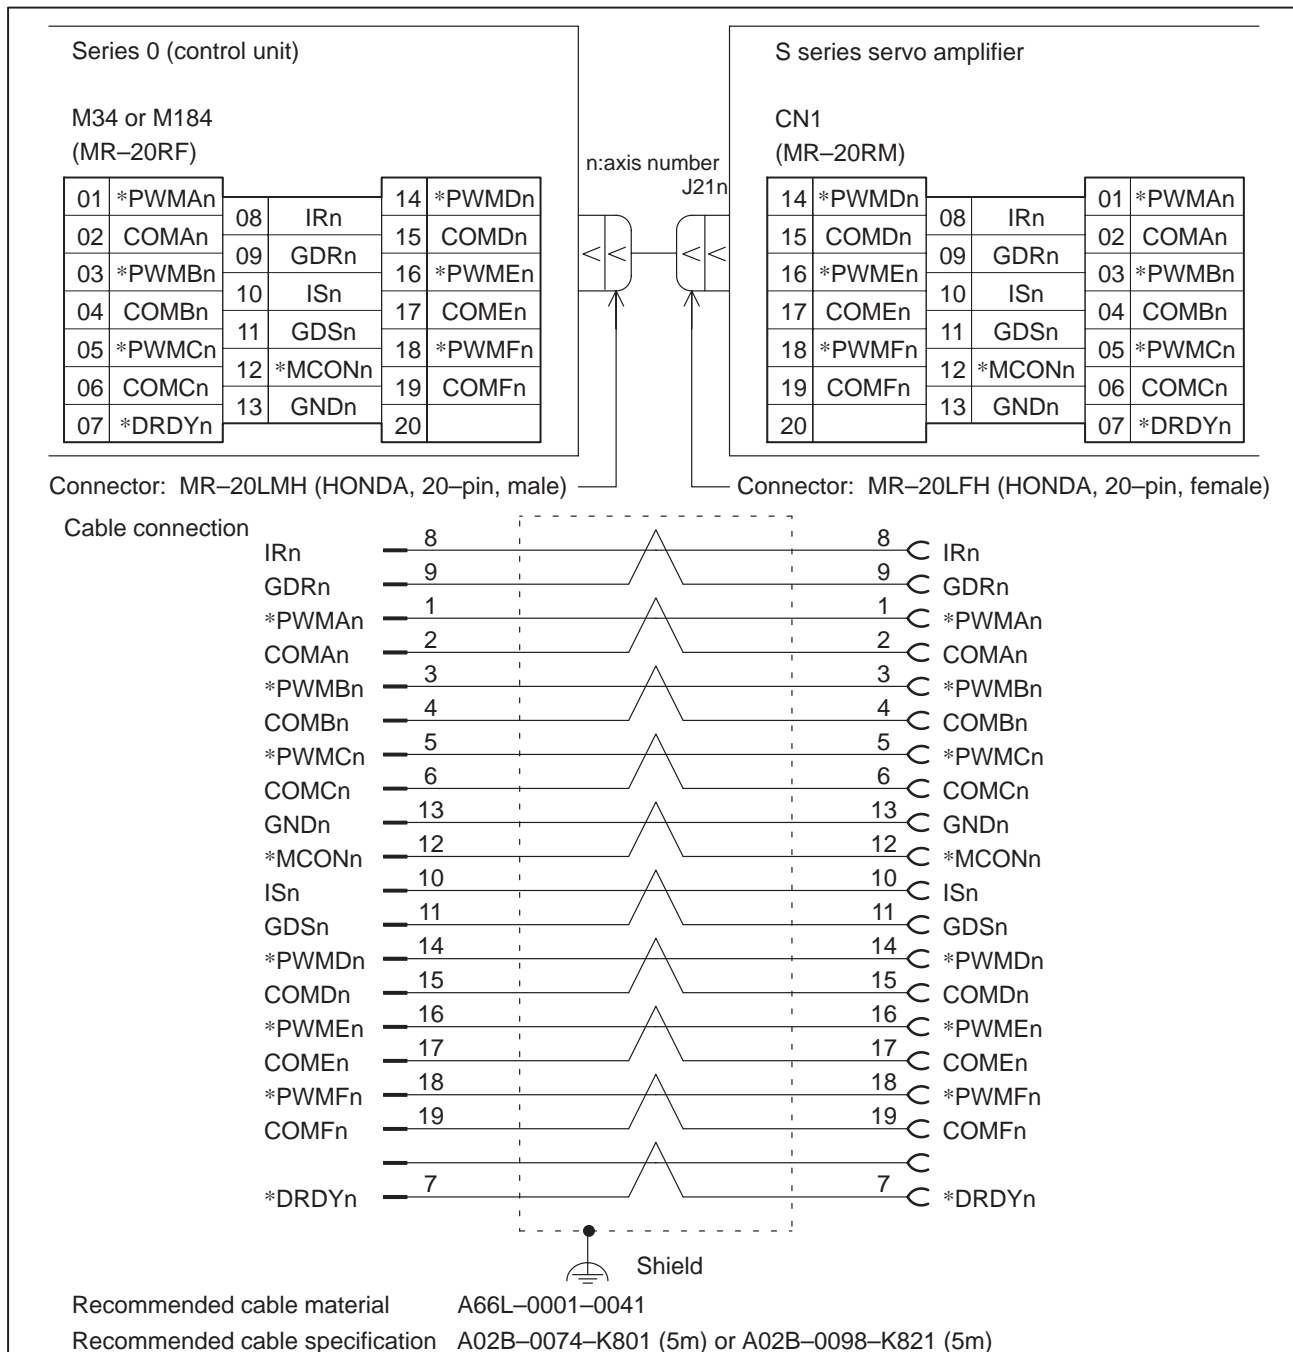 Series 0 (control unit)
S series servo amplifier
M34 or M184
(MR–20RF)
CN1
(MR–20RM)
n:axis number
J21n
01 *PWMAn
02 COMAn
03 *PWMBn
04 COMBn
05 *PWMCn
06 COMCn
07 *DRDYn
08 IRn
09 GDRn
10 ISn
11 GDSn
12 *MCONn
13 GNDn
14 *PWMDn
15 COMDn
16 *PWMEn
17 COMEn
18 *PWMFn
19 COMFn
20
14 *PWMDn
15 COMDn
16 *PWMEn
17 COMEn
18 *PWMFn
19 COMFn
20
08 IRn
09 GDRn
10 ISn
11 GDSn
12 *MCONn
13 GNDn
01 *PWMAn
02 COMAn
03 *PWMBn
04 COMBn
05 *PWMCn
06 COMCn
07 *DRDYn
Connector: MR–20LMH (HONDA, 20–pin, male)
Connector: MR–20LFH (HONDA, 20–pin, female)
Cable connection
IRn 8 8 IRn
GDRn 9 9 GDRn
*PWMAn 1 1 *PWMAn
COMAn 2 2 COMAn
*PWMBn 3 3 *PWMBn
COMBn 4 4 COMBn
*PWMCn 5 5 *PWMCn
COMCn 6 6 COMCn
GNDn 13 13 GNDn
*MCONn 12 12 *MCONn
ISn 10 10 ISn
GDSn 11 11 GDSn
*PWMDn 14 14 *PWMDn
COMDn 15 15 COMDn
*PWMEn 16 16 *PWMEn
COMEn 17 17 COMEn
*PWMFn 18 18 *PWMFn
COMFn 19 19 COMFn
*DRDYn 7 7 *DRDYn
Shield
Recommended cable material A66L–0001–0041
Recommended cable specification A02B–0074–K801 (5m) or A02B–0098–K821 (5m)